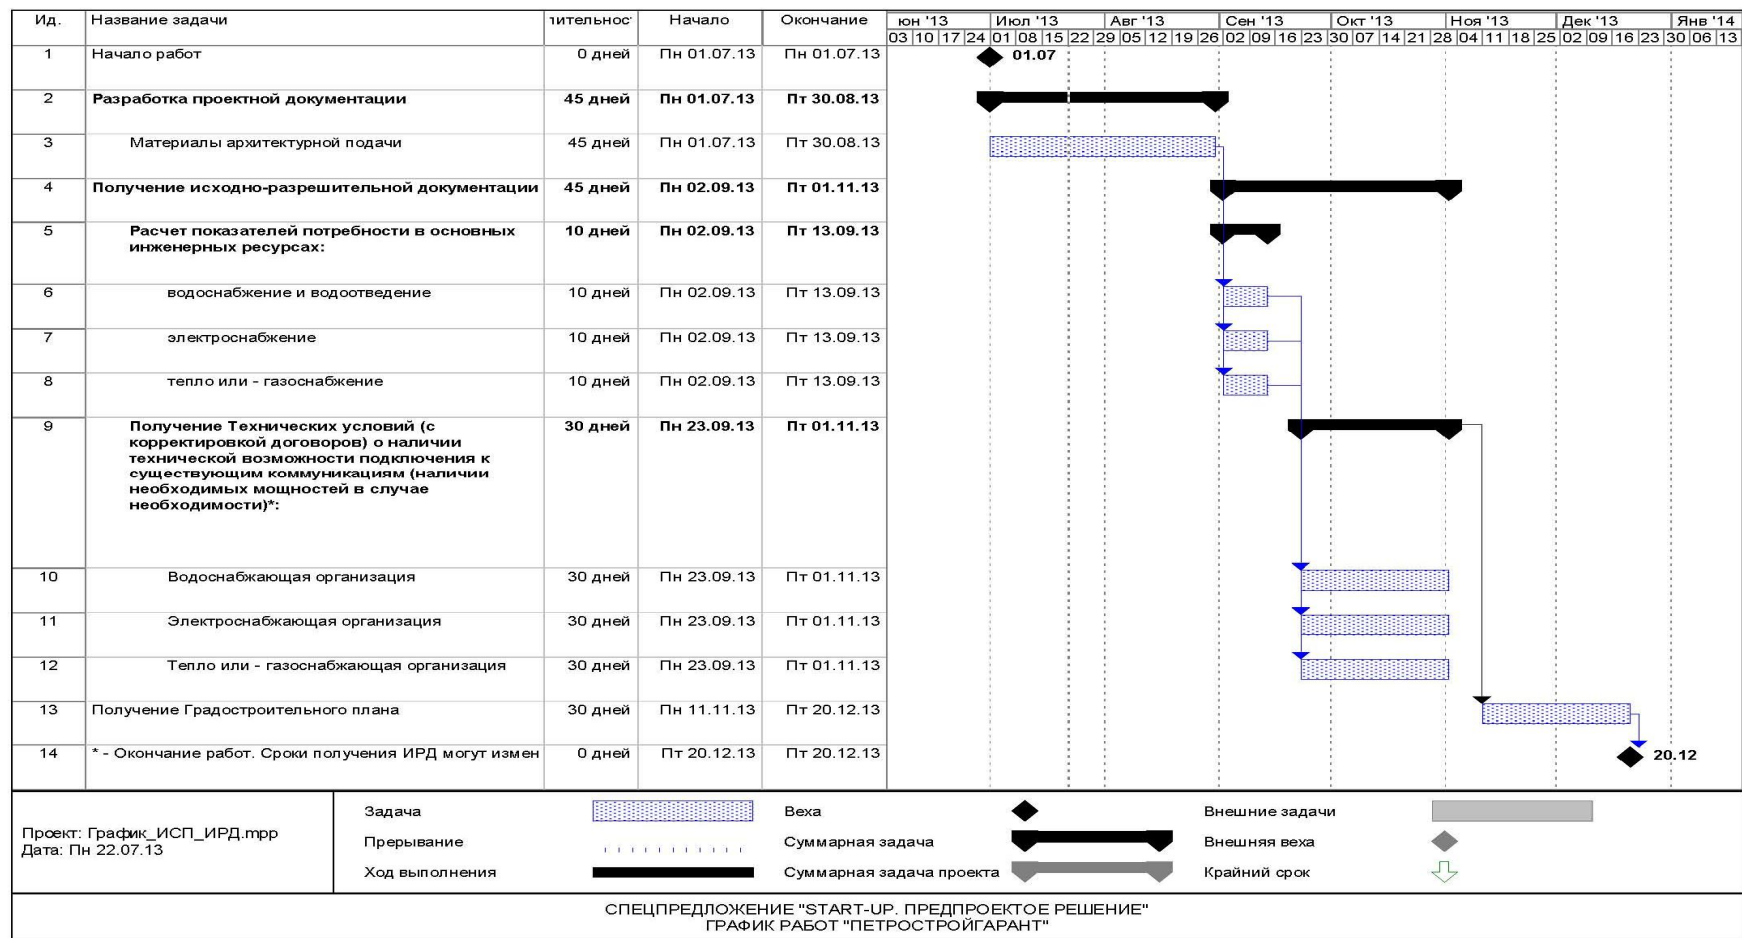 Ид. Название задачи ительнос Начало Окончание юн '13 Июл '13 Авг '13 Сен '13 Окт '13 Ноя '13 Дек '13 Янв '14
03 10 17 24 01 08 15 22 29 05 12 19 26 02 09 16 23 30 07 14 21 28 04 11 18 25 02 09 16 23 30 06 13
1 Начало работ 0 дней Пн 01.07.13 Пн 01.07.13 01.07
2 Разработка проектной документации 45 дней Пн 01.07.13 Пт 30.08.13
3 Материалы архитектурной подачи 45 дней Пн 01.07.13 Пт 30.08.13
4 Получение исходно-разрешительной документации 45 дней Пн 02.09.13 Пт 01.11.13
5 Расчет показателей потребности в основных 10 дней Пн 02.09.13 Пт 13.09.13
инженерных ресурсах:
6 водоснабжение и водоотведение 10 дней Пн 02.09.13 Пт 13.09.13
7 электроснабжение 10 дней Пн 02.09.13 Пт 13.09.13
8 тепло или - газоснабжение 10 дней Пн 02.09.13 Пт 13.09.13
9 Получение Технических условий (с 30 дней Пн 23.09.13 Пт 01.11.13
корректировкой договоров) о наличии
технической возможности подключения к
существующим коммуникациям (наличии
необходимых мощностей в случае
необходимости)*:
10 Водоснабжающая организация 30 дней Пн 23.09.13 Пт 01.11.13
11 Электроснабжающая организация 30 дней Пн 23.09.13 Пт 01.11.13
12 Тепло или - газоснабжающая организация 30 дней Пн 23.09.13 Пт 01.11.13
13 Получение Градостроительного плана 30 дней Пн 11.11.13 Пт 20.12.13
14 * - Окончание работ. Сроки получения ИРД могут измен 0 дней Пт 20.12.13 Пт 20.12.13 20.12
Проект: График_ИСП_ИРД.mpp
Дата: Пн 22.07.13
Задача Веха Внешние задачи
Прерывание Суммарная задача Внешняя веха
Ход выполнения Суммарная задача проекта Крайний срок
СПЕЦПРЕДЛОЖЕНИЕ "START-UP. ПРЕДПРОЕКТОЕ РЕШЕНИЕ"
ГРАФИК РАБОТ "ПЕТРОСТРОЙГАРАНТ"